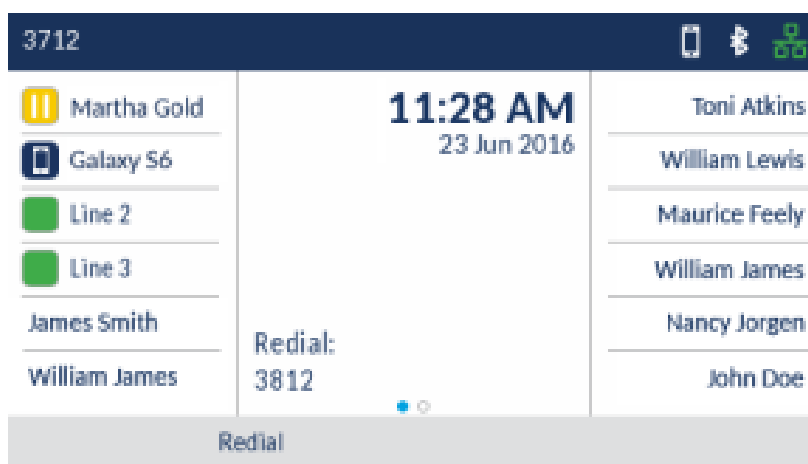 3712
Martha Gold
Galaxy S6
Line 2
Line 3
James Smith
William James
11:28 AM
23 Jun 2016
Redial:
3812
Toni Atkins
William Lewis
Maurice Feely
William James
Nancy Jorgen
John Doe
Redial